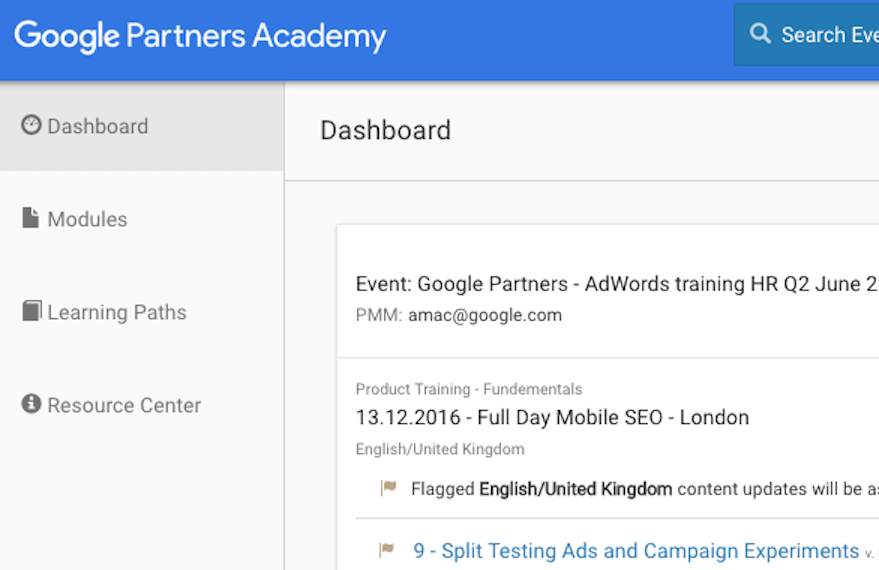 Google Partners Academy
Search Eve
Dashboard
Modules
Learning Paths
Resource Center
Dashboard
Event: Google Partners - AdWords training HR Q2 June 2
PMM: amac@google.com
Product Training - Fundementals
13.12.2016 - Full Day Mobile SEO - London
English/United Kingdom
Flagged English/United Kingdom content updates will be as
9 - Split Testing Ads and Campaign Experiments v.